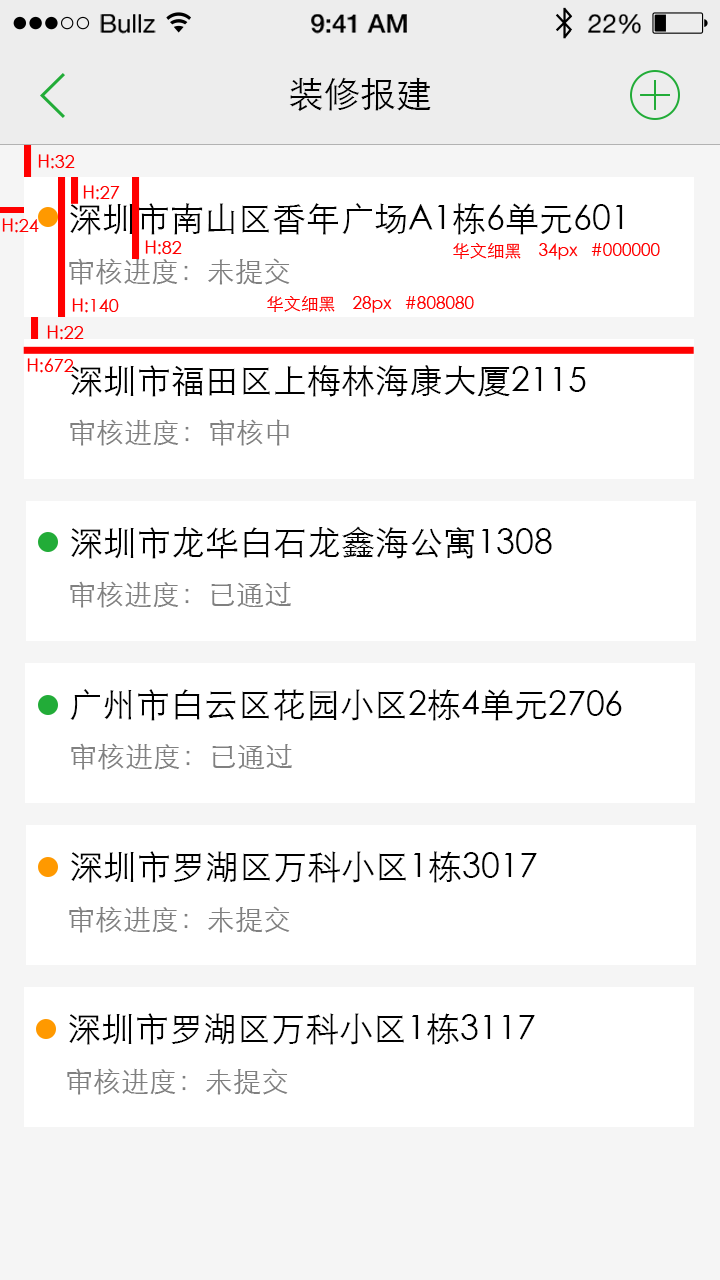 Bullz 9:41 AM 22%
装修报建
H:32
H:27
H:24
深圳市南山区香年广场A1栋6单元601
H:82
华文细黑 34px #000000
审核进度：未提交
H:140
华文细黑 28px #808080
H:22
H:672
深圳市福田区上梅林海康大厦2115
审核进度：审核中
深圳市龙华白石龙鑫海公寓1308
审核进度：已通过
广州市白云区花园小区2栋4单元2706
审核进度：已通过
深圳市罗湖区万科小区1栋3017
审核进度：未提交
深圳市罗湖区万科小区1栋3117
审核进度：未提交